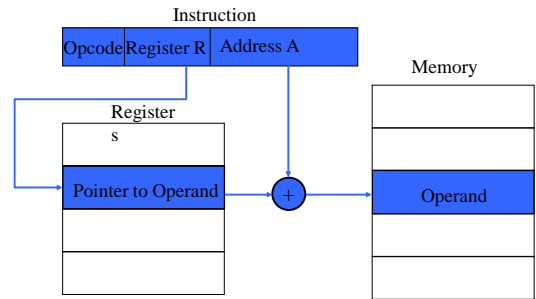 Instruction
Opcode Register R Address A
Memory
Register
s
Pointer to Operand
+
Operand